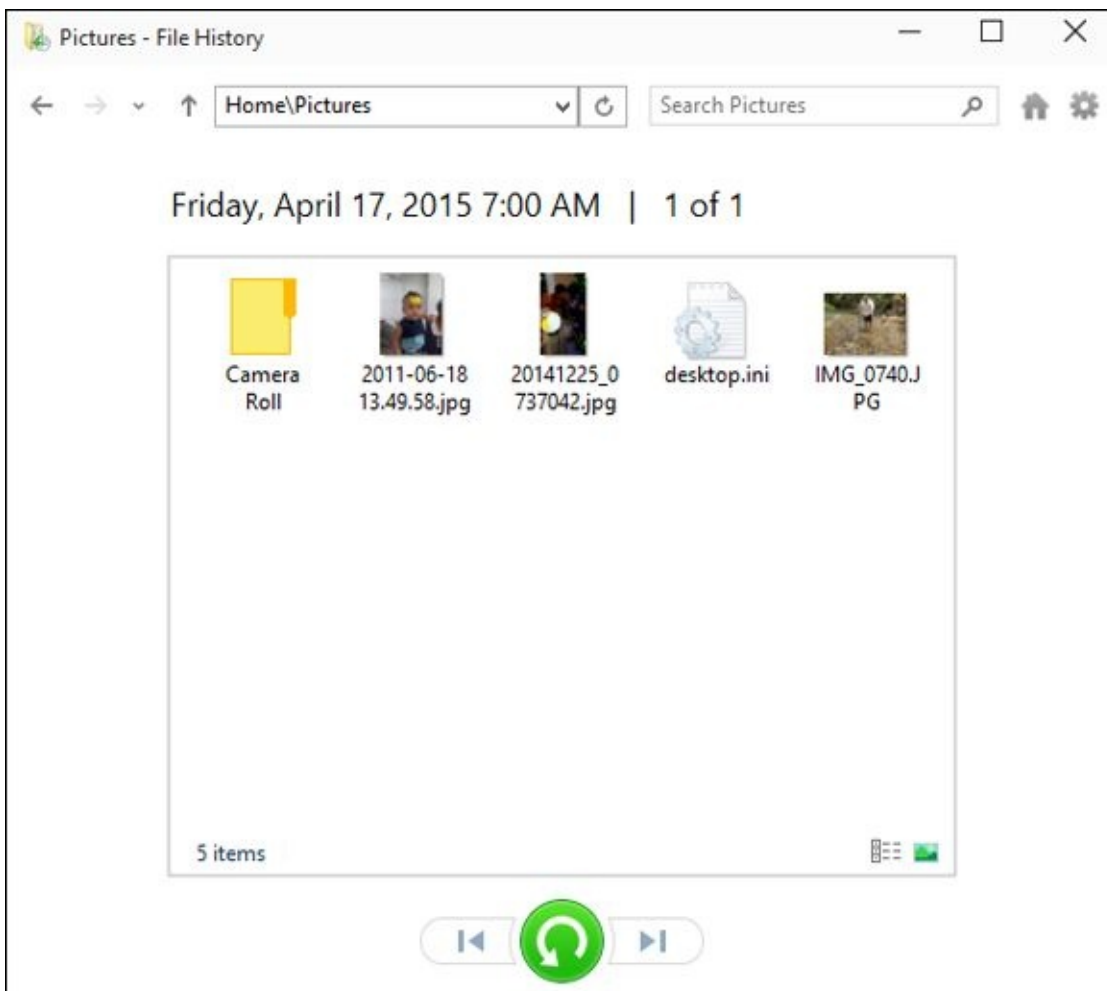 Pictures - File History
Home\Pictures
Search Pictures
Friday, April 17, 2015 7:00 AM | 1 of 1
Camera
Roll
2011-06-18
13.49.58.jpg
20141225_0
737042.jpg
desktop.ini
IMG_0740.J
PG
5 items